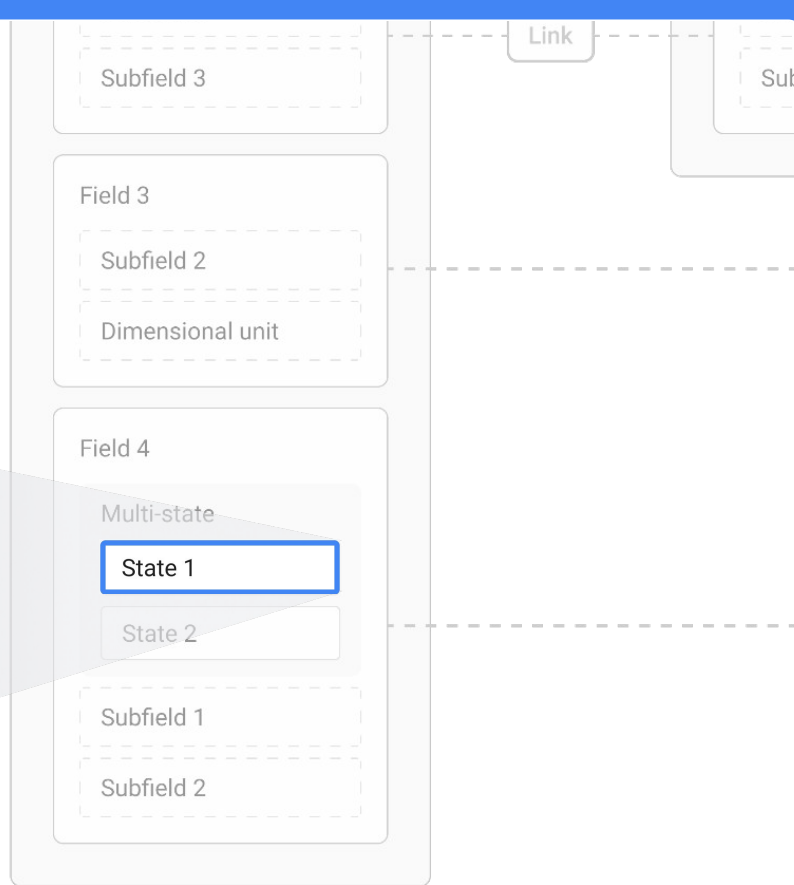 Link
Subfield 3
Field 3
Subfield 2
Dimensional unit
Field 4
Multi-state
State 1
State 2
Subfield 1
Subfield 2